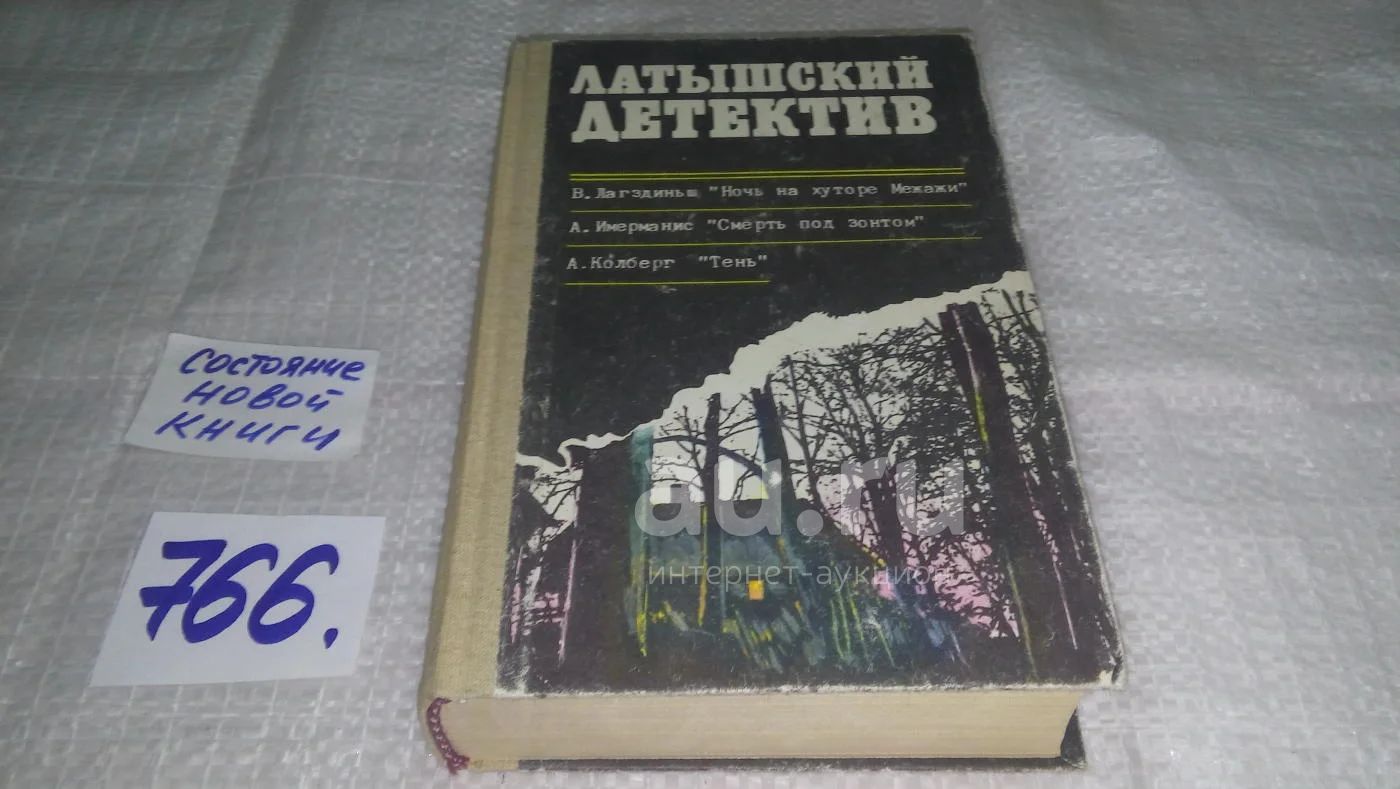 ЛАТЫШСКИЙ
ДЕТЕКТИВ
В. Лагздиньш "Ночь на хуторе Межажи"
А. Имерманис "Смерть под зонтом"
А. Колберг "Тень"
СОСТОЯНИЕ
НОВОЙ
КНИГИ
766.
au.ru
интернет-аукцион